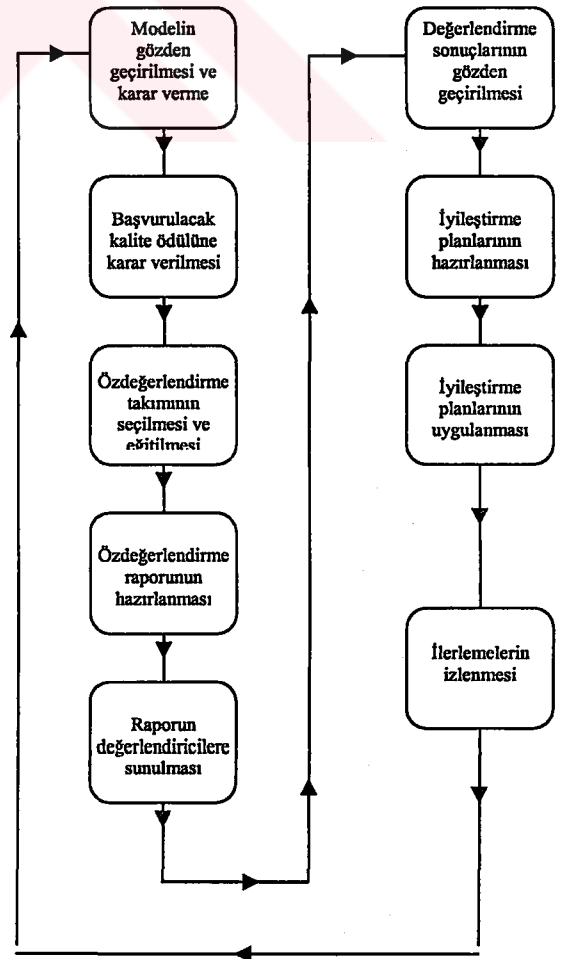 Modelin
gözden
geçirilmesi ve
karar verme
Başvurulacak
kalite ödülüne
karar verilmesi
Özdeğerlendirme
takımının
seçilmesi ve
eğitilmesi
Özdeğerlendirme
raporunun
hazırlanması
Raporun
değerlendiricilere
sunulması
Değerlendirme
sonuçlarının
gözden
geçirilmesi
İyileştirme
planlarının
hazırlanması
İyileştirme
planlarının
uygulanması
İlerlemelerin
izlenmesi